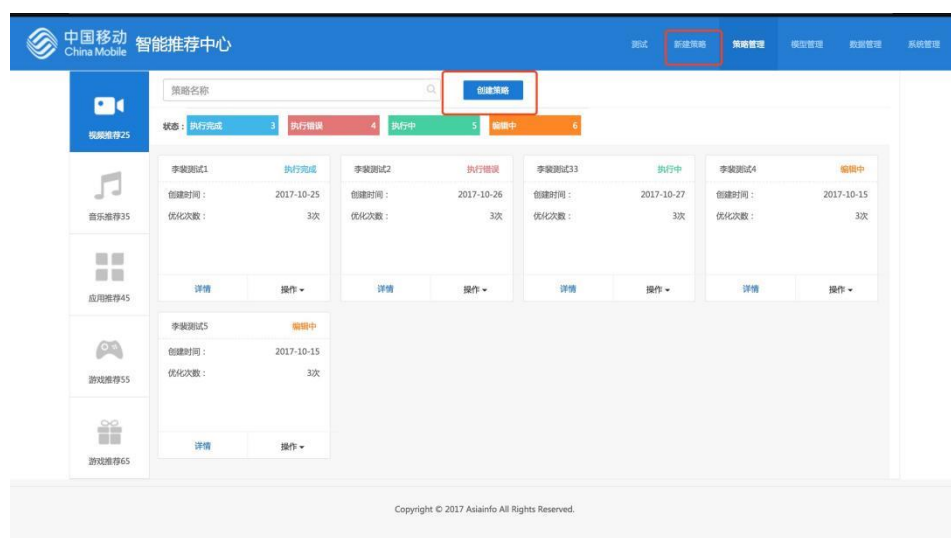 中国移动
China Mobile
智能推荐中心
测试 新建策略 策略管理 模型管理 数据管理 系统管理
策略名称
创建策略
视频推荐25
状态：执行完成 3 执行错误 4 执行中 5 编辑中 6
李裴测试1 执行完成
创建时间： 2017-10-25
优化次数： 3次
详情 操作
李裴测试2 执行错误
创建时间： 2017-10-26
优化次数： 3次
详情 操作
李裴测试33 执行中
创建时间： 2017-10-27
优化次数： 3次
详情 操作
李裴测试4 编辑中
创建时间： 2017-10-15
优化次数： 3次
详情 操作
音乐推荐35
应用推荐45
李裴测试5 编辑中
创建时间： 2017-10-15
优化次数： 3次
详情 操作
游戏推荐55
游戏推荐65
Copyright © 2017 Asiainfo All Rights Reserved.